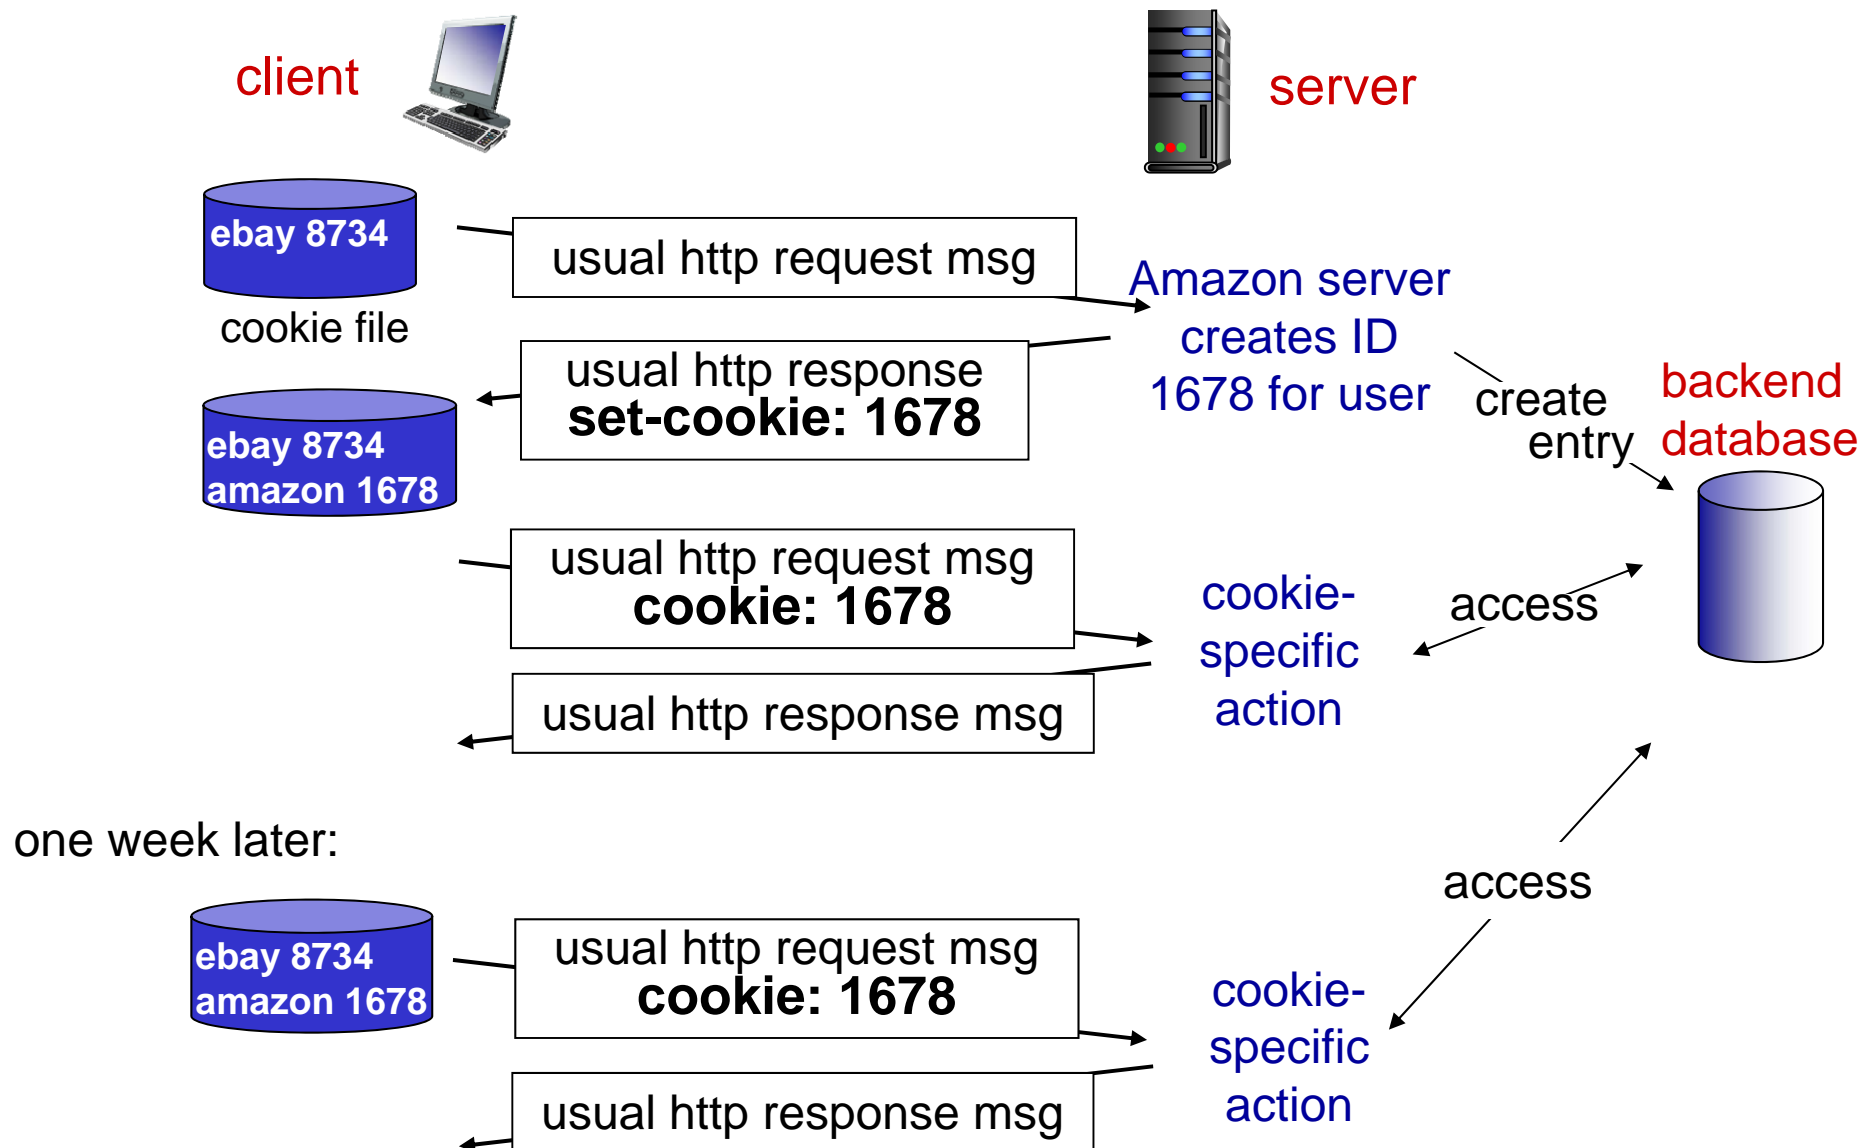 client
server
ebay 8734
cookie file
usual http request msg
Amazon server
creates ID
1678 for user
usual http response
set-cookie: 1678
create
entry
backend
database
ebay 8734
amazon 1678
usual http request msg
cookie: 1678
cookie-
specific
action
access
usual http response msg
one week later:
access
ebay 8734
amazon 1678
usual http request msg
cookie: 1678
cookie-
specific
action
usual http response msg